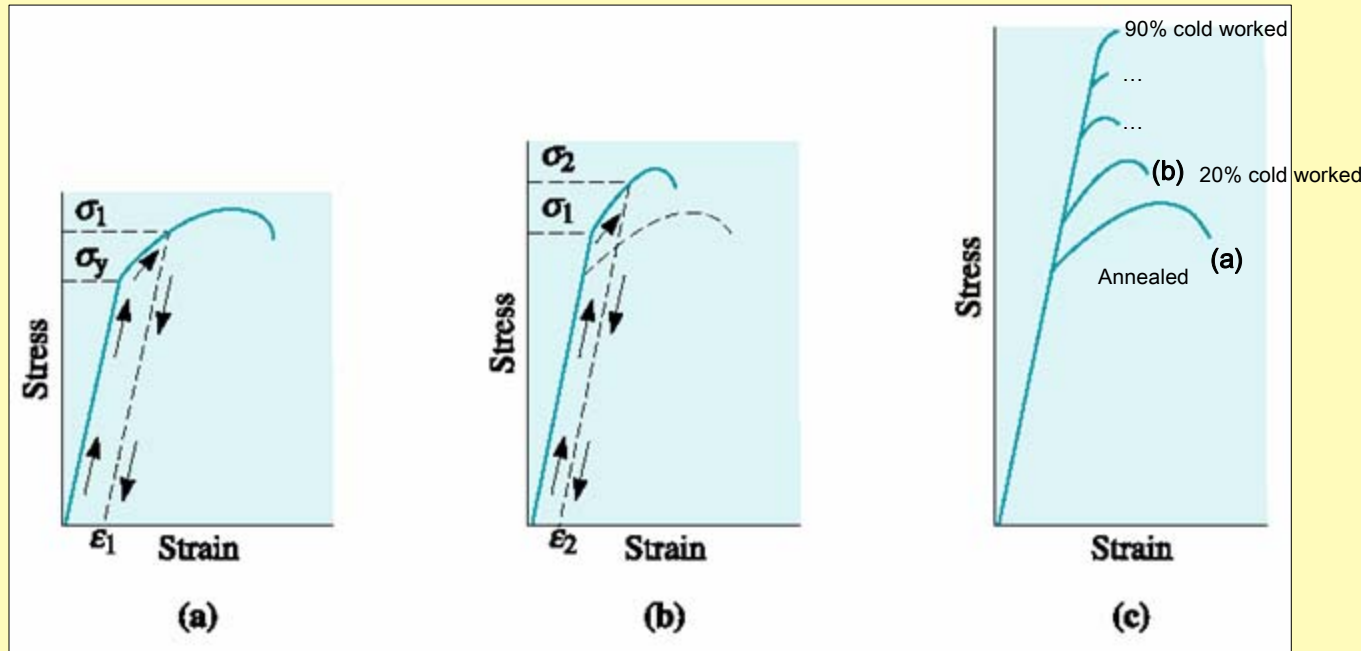 σ1
σy
Stress
ε1
Strain
(a)
σ2
σ1
Stress
ε2
Strain
(b)
90% cold worked
...
...
(b) 20% cold worked
(a)
Annealed
Stress
Strain
(c)